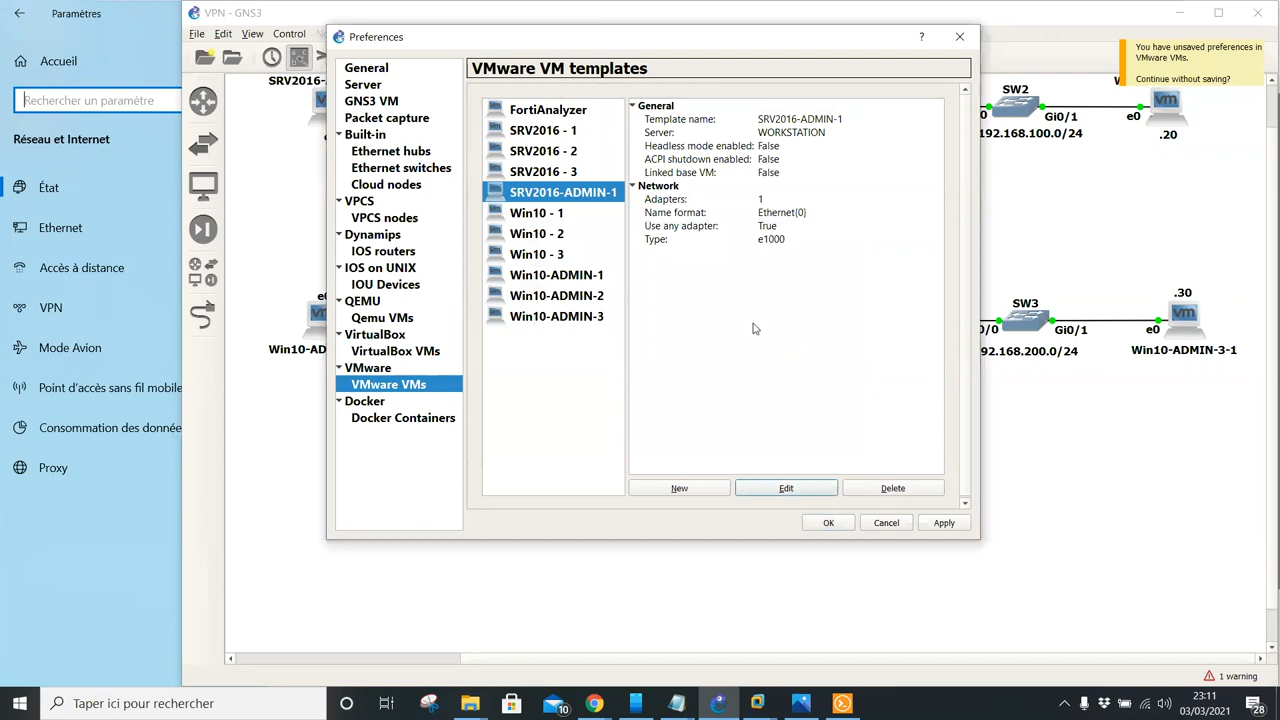 Paramètres
Accueil
Rechercher un paramètre
Réseau et Internet
État
Ethernet
Accès à distance
VPN
Mode Avion
Point d'accès sans fil mobile
Consommation des donnée
Proxy
VPN - GNS3
File Edit View Control
SRV2016-
Preferences
?
General
Server
GNS3 VM
Packet capture
Built-in
Ethernet hubs
Ethernet switches
Cloud nodes
VPCS
VPCS nodes
Dynamips
IOS routers
IOS on UNIX
IOU Devices
QEMU
Qemu VMs
VirtualBox
VirtualBox VMs
VMware
VMware VMs
Docker
Docker Containers
VMware VM templates
FortiAnalyzer
SRV2016 - 1
SRV2016 - 2
SRV2016 - 3
SRV2016-ADMIN-1
Win10 - 1
Win10 - 2
Win10 - 3
Win10-ADMIN-1
Win10-ADMIN-2
Win10-ADMIN-3
General
Template name: SRV2016-ADMIN-1
Server: WORKSTATION
Headless mode enabled: False
ACPI shutdown enabled: False
Linked base VM: False
Network
Adapters: 1
Name format: Ethernet{0}
Use any adapter: True
Type: e1000
New Edit Delete
OK Cancel Apply
You have unsaved preferences in
VMware VMs.
Continue without saving?
SW2
vm
0 Gi0/1 e0
192.168.100.0/24
.20
.30
SW3
vm
0/0 Gi0/1 e0
92.168.200.0/24
Win10-ADMIN-3-1
e
Win10-AD
1 warning
Taper ici pour rechercher
10
23:11
03/03/2021
28